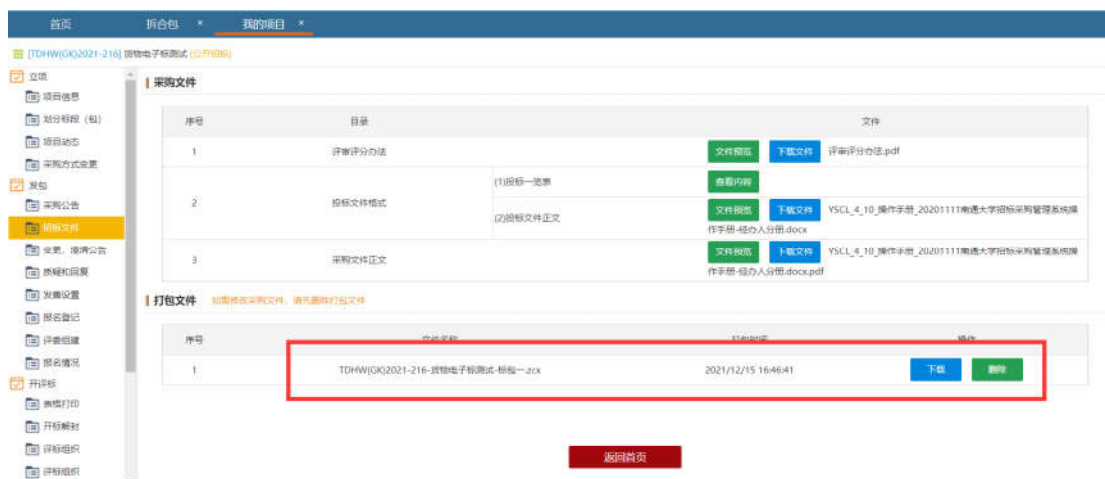 首页 拆合包 × 我的项目 ×
[TDHW(GK)2021-216] 货物电子标测试 (公开招标)
立项
项目信息
划分标段（包）
项目动态
采购方式变更
发包
采购公告
招标文件
变更、澄清公告
质疑和回复
发售设置
报名登记
评委组建
报名情况
开评标
表格打印
开标解封
评标组织
评标组织
采购文件
序号 目录 文件
1 评审评分办法 文件预览 下载文件 评审评分办法.pdf
2 投标文件格式 (1)投标一览表 查看内容
(2)投标文件正文 文件预览 下载文件 YSCL_4_10_操作手册_20201111南通大学招标采购管理系统操
作手册-经办人分册.docx
3 采购文件正文 文件预览 下载文件 YSCL_4_10_操作手册_20201111南通大学招标采购管理系统操
作手册-经办人分册.docx.pdf
打包文件 如需修改采购文件，请先删除打包文件
序号 文件名称 打包时间 操作
1 TDHW(GK)2021-216-货物电子标测试-标包一.zcx 2021/12/15 16:46:41 下载 删除
返回首页